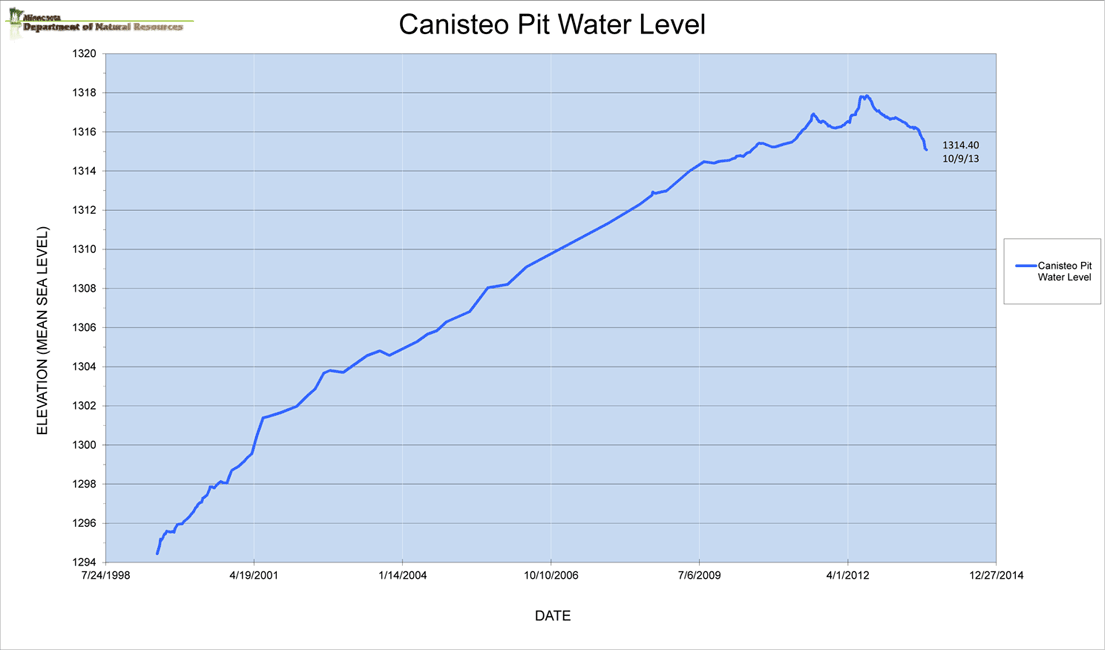 Minnesota
Department of Natural Resources
Canisteo Pit Water Level
1320
1318
1316
1314
1312
1310
1308
1306
1304
1302
1300
1298
1296
1294
ELEVATION (MEAN SEA LEVEL)
1314.40
10/9/13
Canisteo Pit
Water Level
7/24/1998 4/19/2001 1/14/2004 10/10/2006 7/6/2009 4/1/2012 12/27/2014
DATE